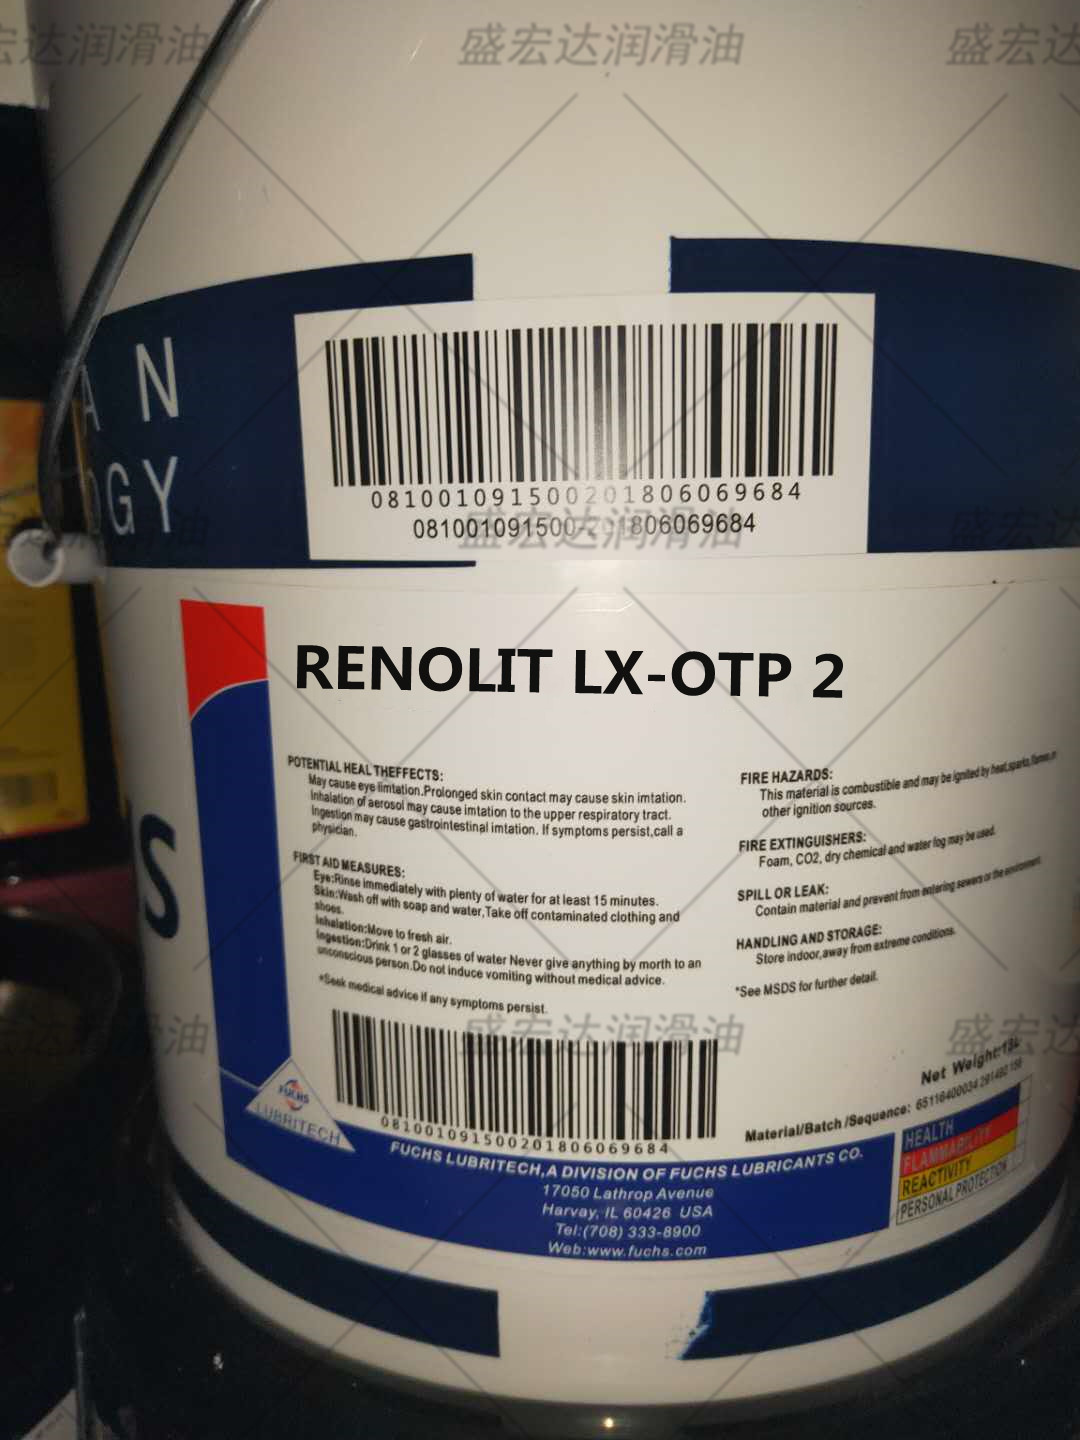 盛宏达润滑油
A N
OGY
081001091500201806069684
081001091500-201806069684
盛宏达润滑油
RENOLIT LX-OTP 2
POTENTIAL HEAL THEFFECTS:
May cause eye limtation.Prolonged skin contact may cause skin imtation.
Inhalation of aerosol may cause imtation to the upper respiratory tract.
Ingestion may cause gastrointestinal imtation. If symptoms persist,call a
physician.
FIRST AID MEASURES:
Eye:Rinse immediately with plenty of water for at least 15 minutes.
Skin:Wash off with soap and water,Take off contaminated clothing and
shoes.
Inhalation:Move to fresh air.
Ingestion:Drink 1 or 2 glasses of water Never give anything by morth to an
unconscious person.Do not induce vomiting without medical advice.
*Seek medical advice if any symptoms persist.
FIRE HAZARDS:
This material is combustible and may be ignited by heat,sparks,flames,or
other ignition sources.
FIRE EXTINGUISHERS:
Foam, CO2, dry chemical and water fog may be used.
SPILL OR LEAK:
Contain material and prevent from entering sewers or the environment.
HANDLING AND STORAGE:
Store indoor,away from extreme conditions.
*See MSDS for further detail.
S
盛宏达润滑油
Net Weight:
Material/Batch /Sequence:
081001091500201806069684
FUCHS
LUBRITECH
FUCHS LUBRITECH,A DIVISION OF FUCHS LUBRICANTS CO.
17050 Lathrop Avenue
Harvay, IL 60426 USA
Tel:(708) 333-8900
Web:www.fuchs.com
HEALTH
FLAMMABILITY
REACTIVITY
PERSONAL PROTECTION